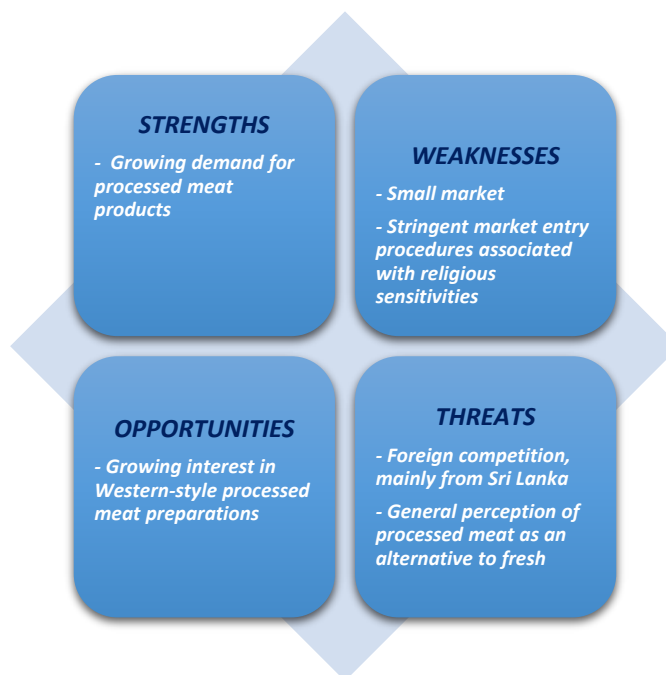 STRENGTHS
- Growing demand for
processed meat
products
WEAKNESSES
- Small market
- Stringent market entry
procedures associated
with religious
sensitivities
OPPORTUNITIES
- Growing interest in
Western-style processed
meat preparations
THREATS
- Foreign competition,
mainly from Sri Lanka
- General perception of
processed meat as an
alternative to fresh